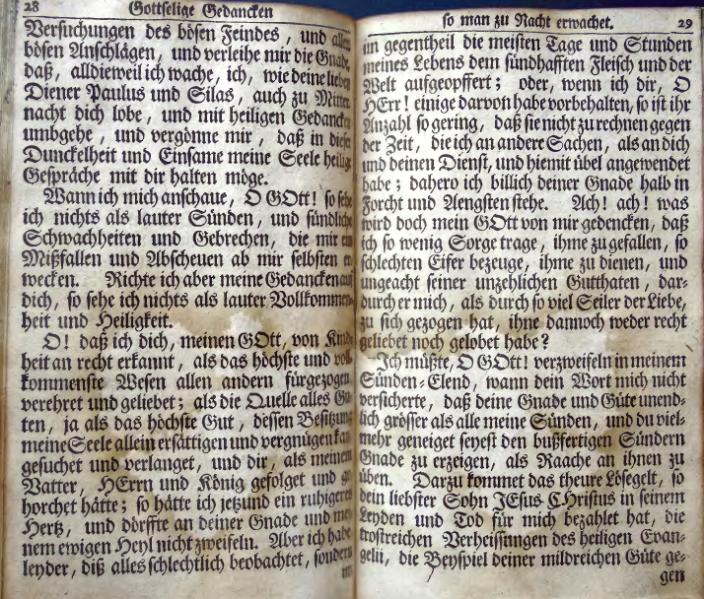 28 Gottselige Gedancken
Versuchungen des bösen Feindes, und allen
bösen Anschlägen, und verleihe mir die Gnade,
daß, alldieweil ich wache, ich, wie deine lieben
Diener Paulus und Silas, auch zu Mitter-
nacht dich lobe, und mit heiligen Gedancken
umbgehe, und vergönne mir, daß in dieser
Dunckelheit und Einsame meine Seele heilige
Gespräche mit dir halten möge.
Wann ich mich anschaue, O GOtt! so sehe
ich nichts als lauter Sünden, und sündliche
Schwachheiten und Gebrechen, die mir ein
Mißfallen und Abscheuen ab mir selbsten er-
wecken. Richte ich aber meine Gedancken auf
dich, so sehe ich nichts als lauter Vollkommen-
heit und Heiligkeit.
O! daß ich dich, meinen GOtt, von Kind-
heit an recht erkannt, als das höchste und voll-
kommenste Wesen allen andern fürgezogen,
verehret und geliebet; als die Quelle alles Gu-
ten, ja als das höchste Gut, dessen Besitzung
meine Seele allein ersättigen und vergnügen kan,
gesuchet und verlanget, und dir, als meinem
Vatter, HErrn und König gefolget und ge-
horchet hätte; so hätte ich jetzund ein ruhigeres
Hertz, und dörffte an deiner Gnade und mei-
nem ewigen Heyl nicht zweifeln. Aber ich habe
leyder, diß alles schlechtlich beobachtet, sondern
im
so man zu Nacht erwachet. 29
im gegentheil die meisten Tage und Stunden
meines Lebens dem sündhafften Fleisch und der
Welt aufgeopffert; oder, wenn ich dir, O
HErr! einige darvon habe vorbehalten, so ist ihr
Anzahl so gering, daß sie nicht zu rechnen gegen
der Zeit, die ich an andere Sachen, als an dich
und deinen Dienst, und hiemit übel angewendet
habe; dahero ich billich deiner Gnade halb in
Forcht und Aengsten stehe. Ach! ach! was
wird doch mein GOtt von mir gedencken, daß
ich so wenig Sorge trage, ihme zu gefallen, so
schlechten Eifer bezeuge, ihme zu dienen, und
ungeacht seiner unzehlichen Gutthaten, dar-
durch er mich, als durch so viel Seiler der Liebe,
zu sich gezogen hat, ihne dannoch weder recht
geliebet noch gelobet habe?
Ich müßte, O GOtt! verzweifeln in meinem
Sünden-Elend, wann dein Wort mich nicht
versicherte, daß deine Gnade und Güte unend-
lich grösser als alle meine Sünden, und du viel-
mehr geneiget seyest den bußfertigen Sündern
Gnade zu erzeigen, als Raache an ihnen zu
üben. Darzu kommet das theure Lösegelt, so
dein liebster Sohn JEsus CHristus in seinem
Leyden und Tod für mich bezahlt hat, die
trostreichen Verheissungen des heiligen Evan-
gelii, die Beyspiel deiner mildreichen Güte ge-
gen